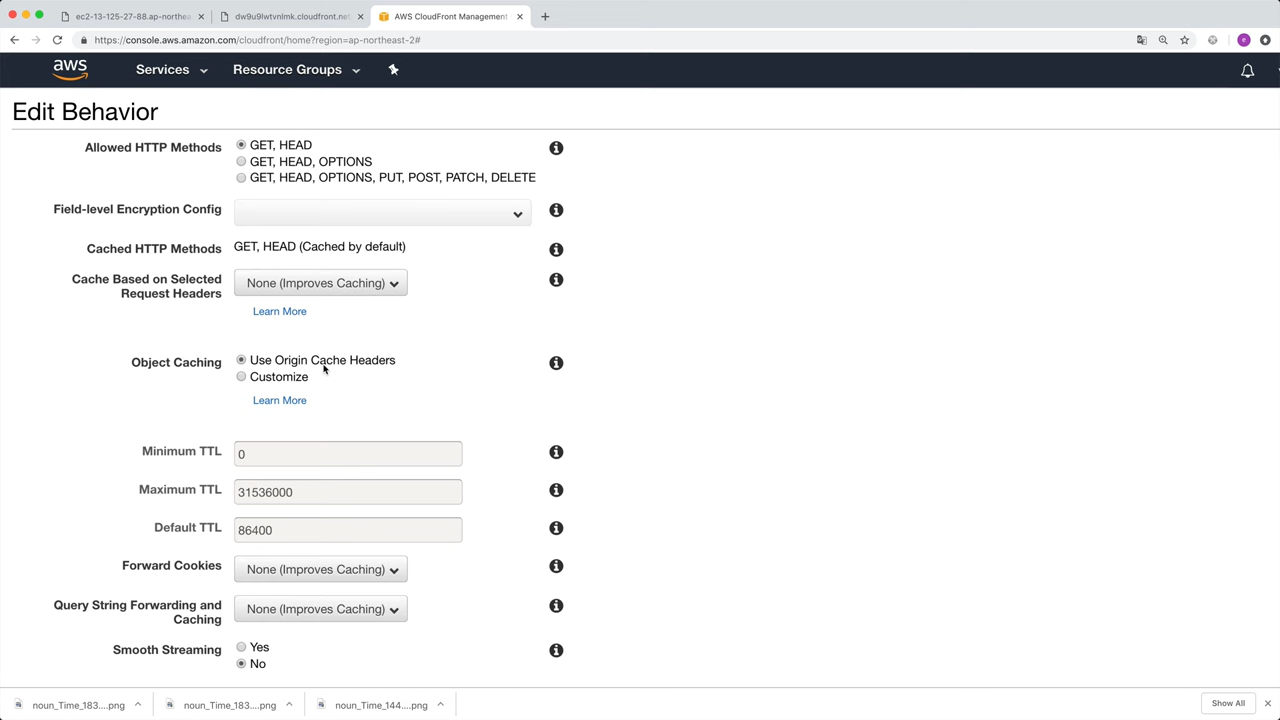 ec2-13-125-27-88.ap-northea
dw9u9lwtvnlmk.cloudfront.net
AWS CloudFront Management
https://console.aws.amazon.com/cloudfront/home?region=ap-northeast-2#
aws
Services
Resource Groups
Edit Behavior
Allowed HTTP Methods
GET, HEAD
GET, HEAD, OPTIONS
GET, HEAD, OPTIONS, PUT, POST, PATCH, DELETE
Field-level Encryption Config
Cached HTTP Methods
GET, HEAD (Cached by default)
Cache Based on Selected
Request Headers
None (Improves Caching)
Learn More
Object Caching
Use Origin Cache Headers
Customize
Learn More
Minimum TTL
0
Maximum TTL
31536000
Default TTL
86400
Forward Cookies
None (Improves Caching)
Query String Forwarding and
Caching
None (Improves Caching)
Smooth Streaming
Yes
No
noun_Time_183....png
noun_Time_183....png
noun_Time_144....png
Show All